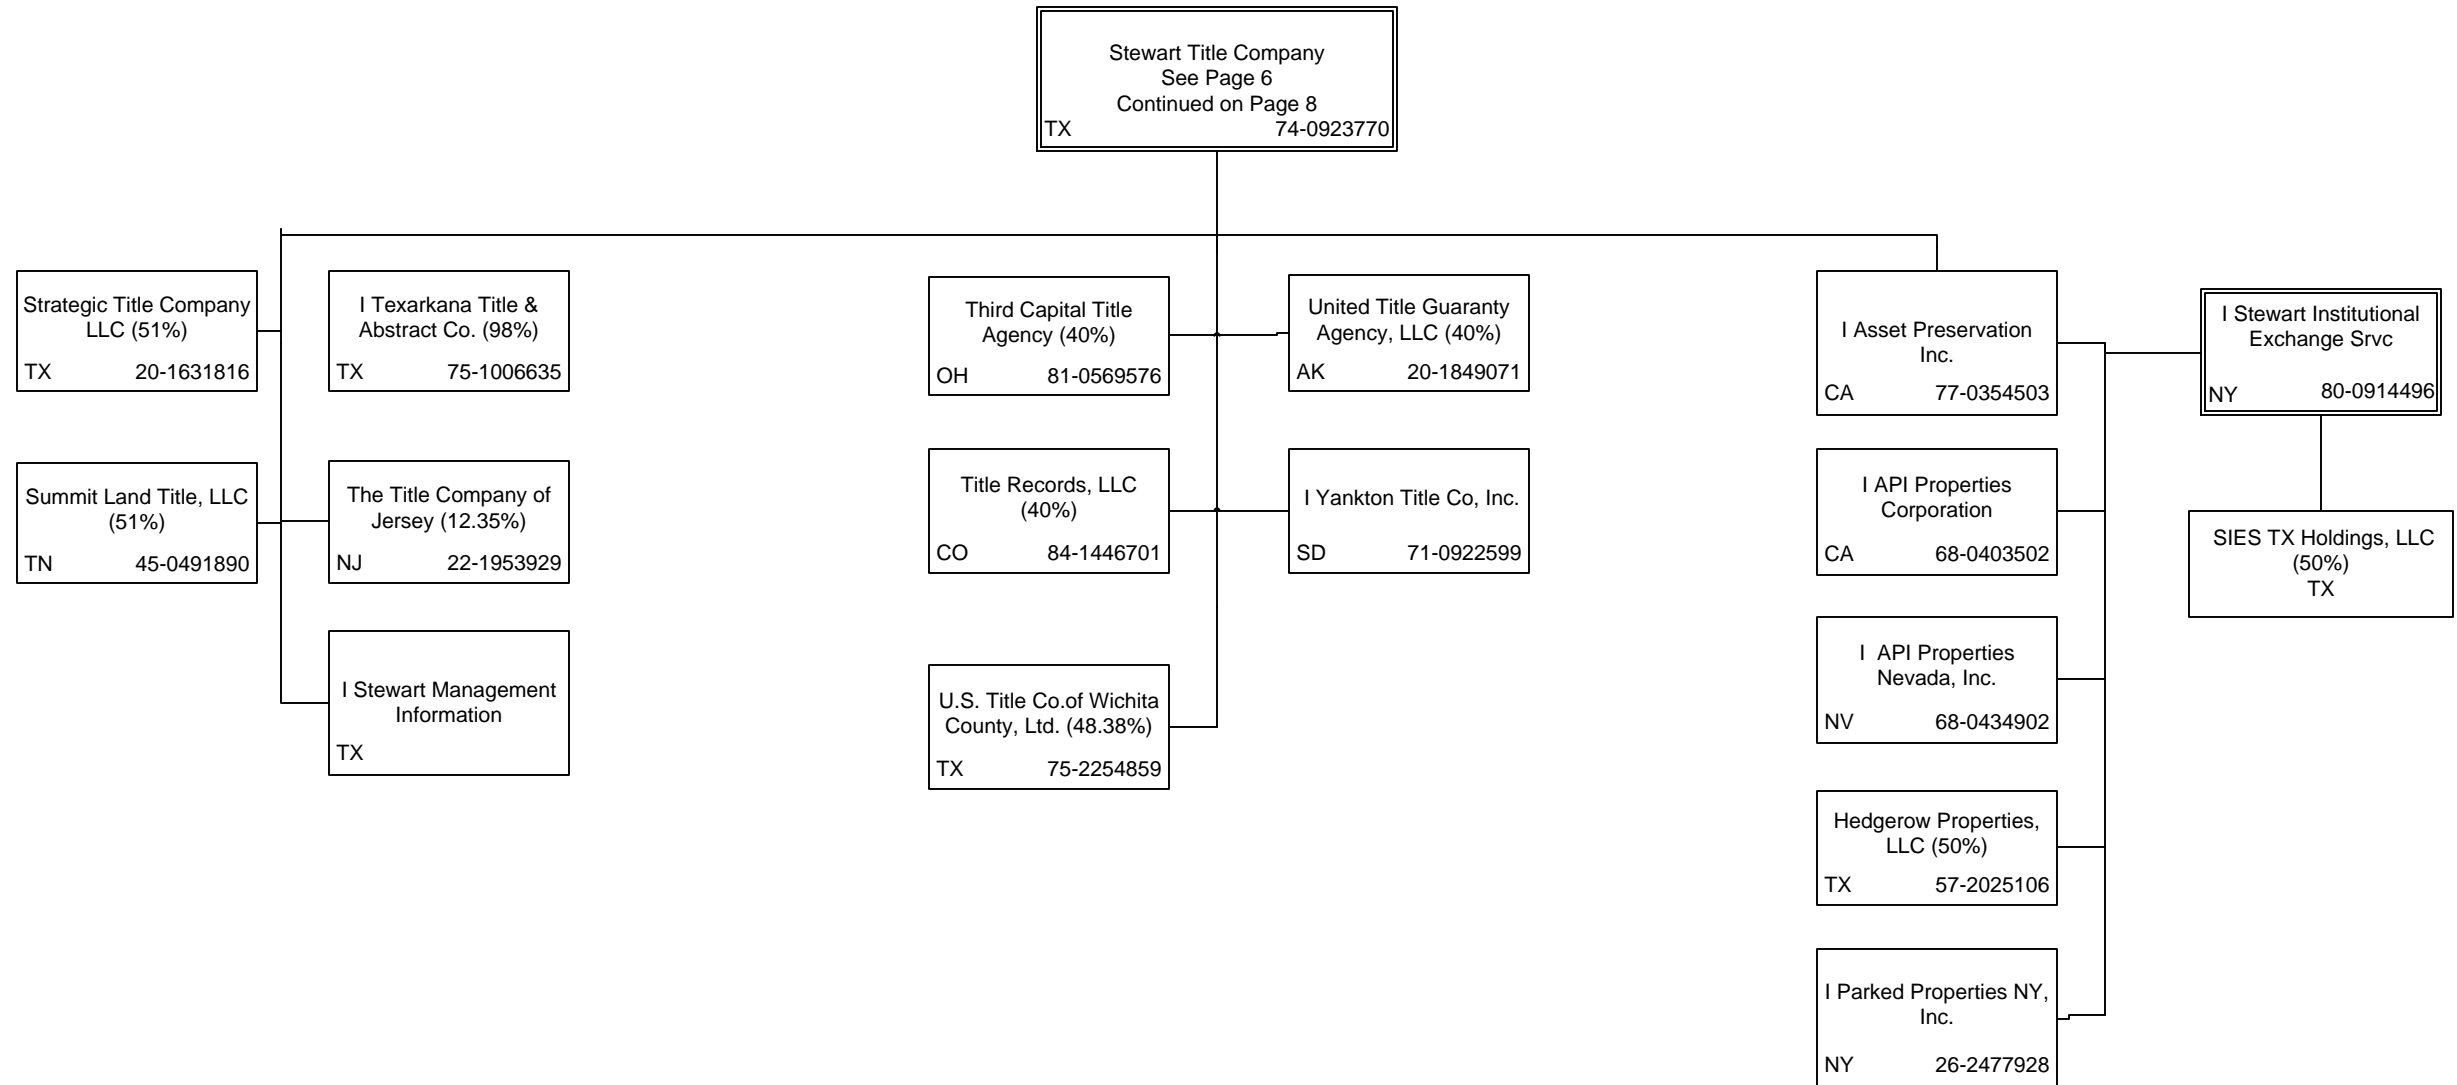 Stewart Title Company
See Page 6
Continued on Page 8
TX 74-0923770
Strategic Title Company
LLC (51%)
TX 20-1631816
I Texarkana Title &
Abstract Co. (98%)
TX 75-1006635
Summit Land Title, LLC
(51%)
TN 45-0491890
The Title Company of
Jersey (12.35%)
NJ 22-1953929
I Stewart Management
Information
TX
Third Capital Title
Agency (40%)
OH 81-0569576
United Title Guaranty
Agency, LLC (40%)
AK 20-1849071
Title Records, LLC
(40%)
CO 84-1446701
I Yankton Title Co, Inc.
SD 71-0922599
U.S. Title Co.of Wichita
County, Ltd. (48.38%)
TX 75-2254859
I Asset Preservation
Inc.
CA 77-0354503
I Stewart Institutional
Exchange Srvc
NY 80-0914496
I API Properties
Corporation
CA 68-0403502
SIES TX Holdings, LLC
(50%)
TX
I API Properties
Nevada, Inc.
NV 68-0434902
Hedgerow Properties,
LLC (50%)
TX 57-2025106
I Parked Properties NY,
Inc.
NY 26-2477928